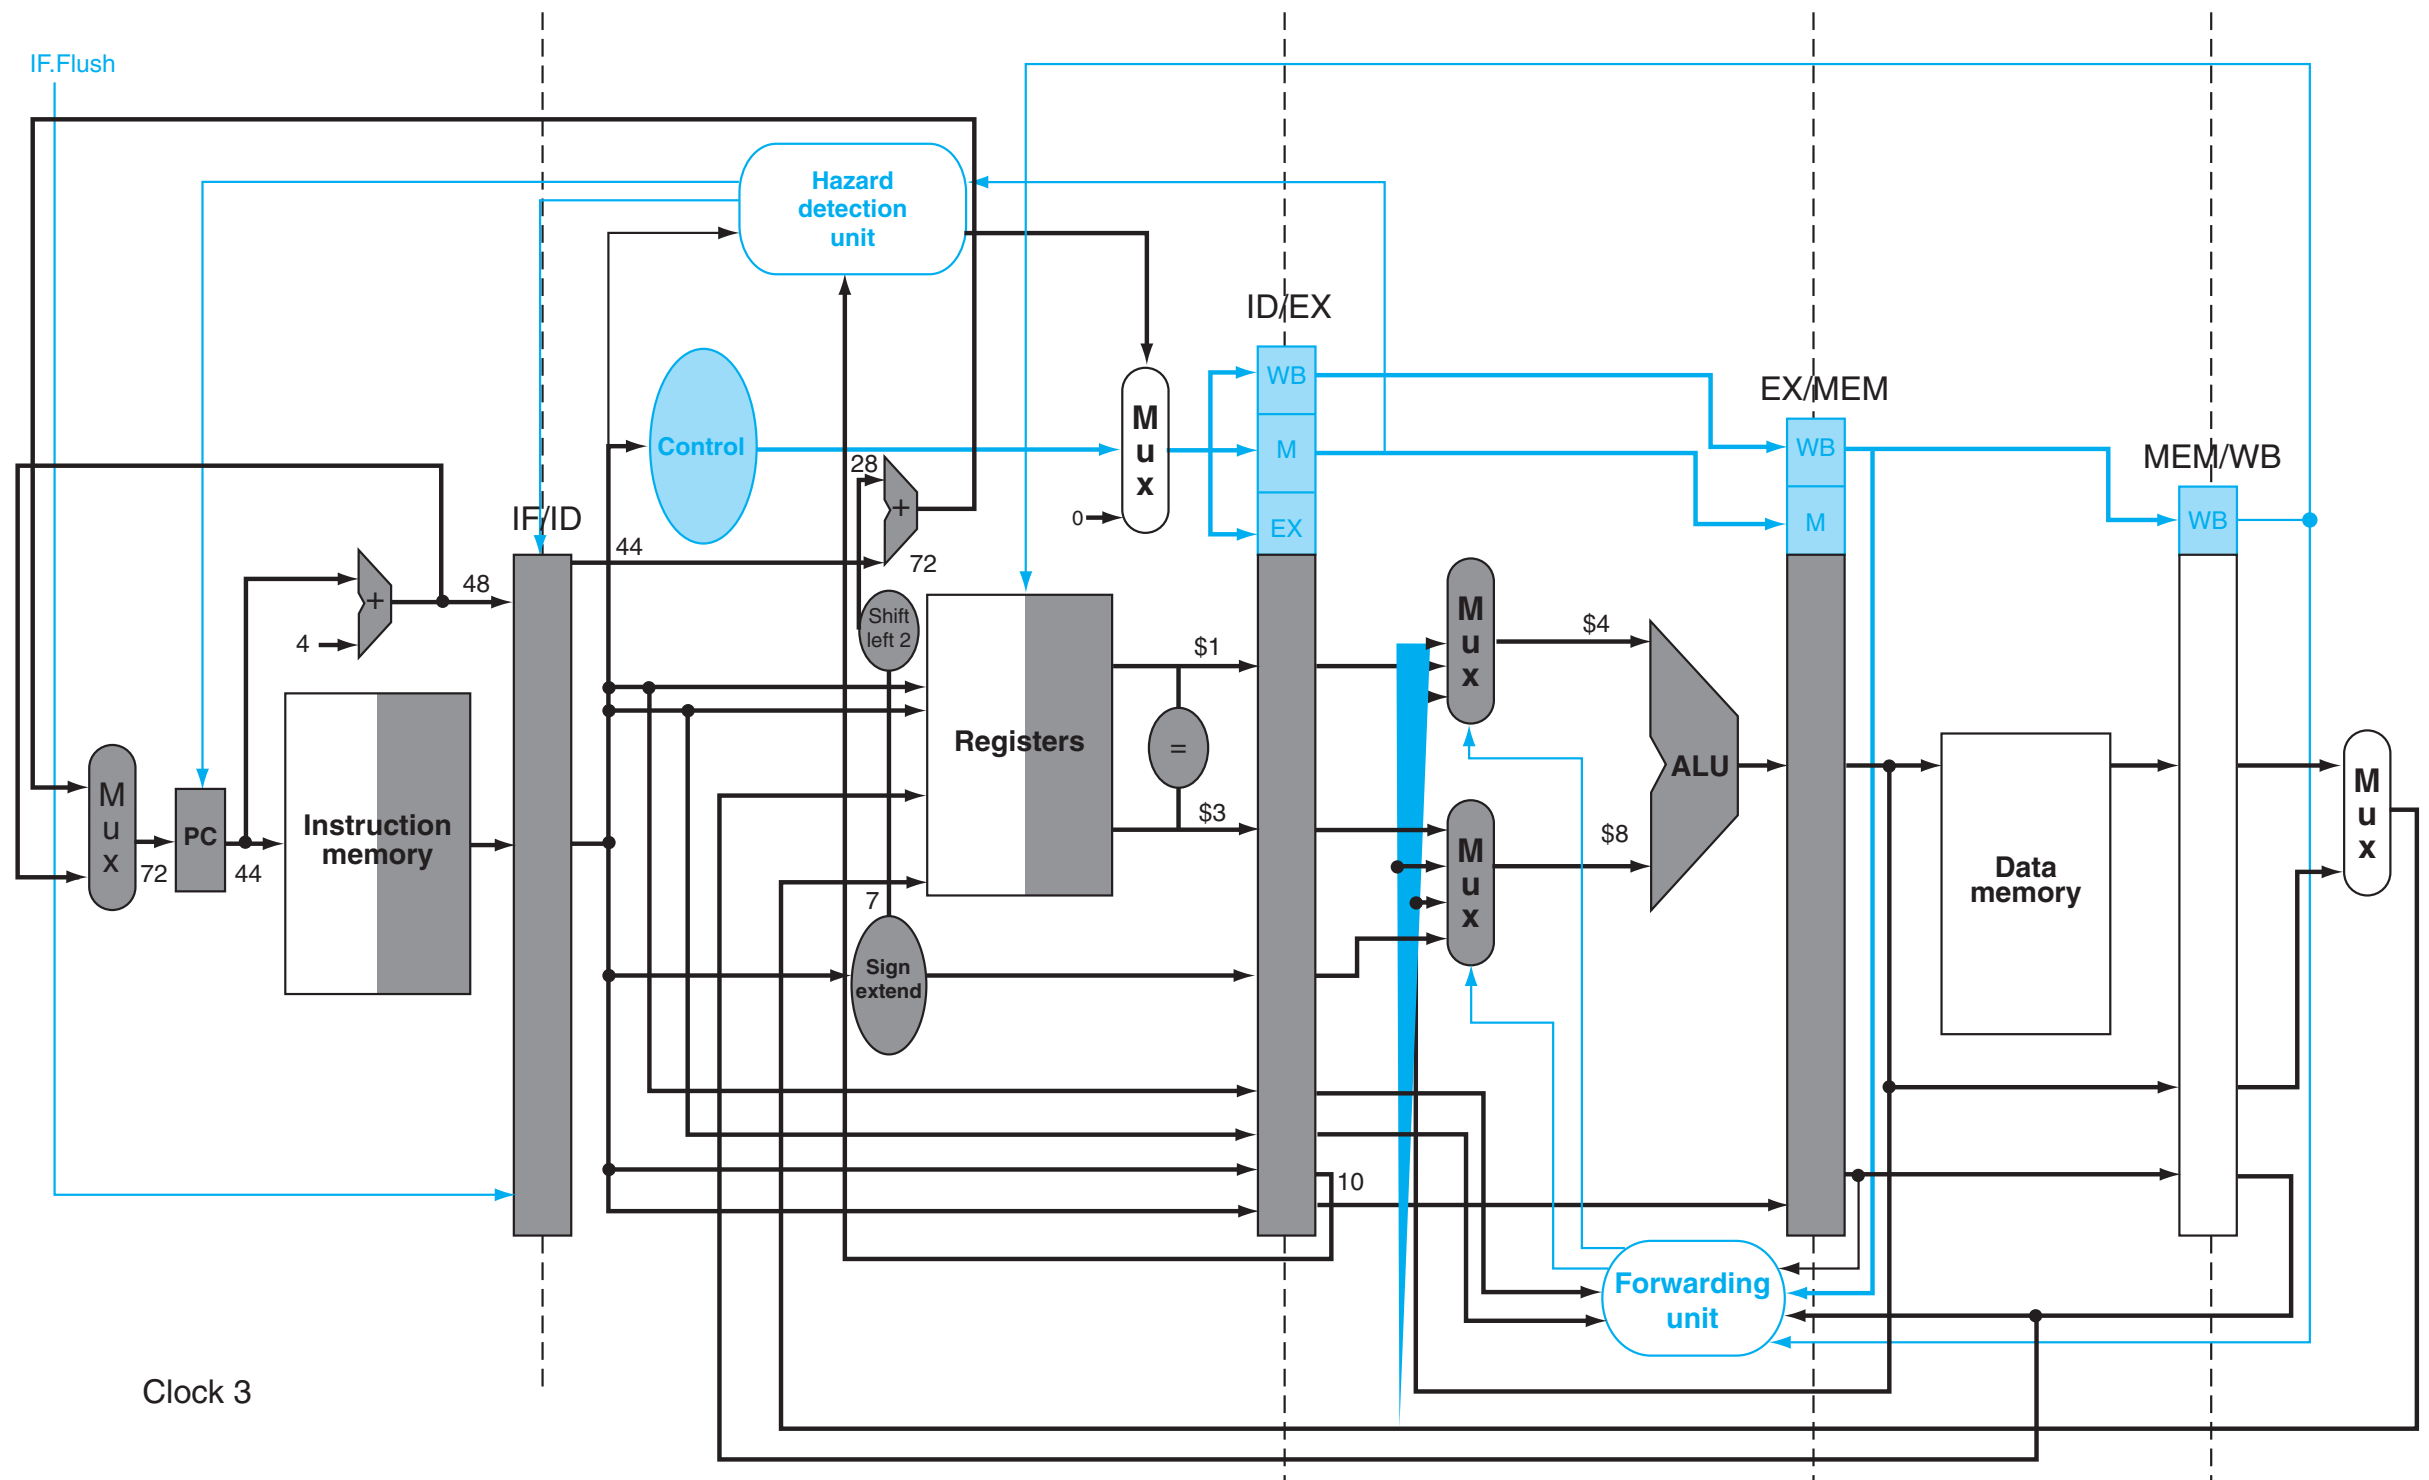 IF.Flush
Hazard
detection
unit
ID/EX
WB
M
EX
EX/MEM
WB
M
MEM/WB
WB
Control
M
u
x
0
28
+
72
IF/ID
44
48
+
4
Shift
left 2
M
u
x
$4
$1
Registers
=
$3
M
u
x
$8
ALU
M
u
x
72
PC
44
Instruction
memory
Data
memory
M
u
x
7
Sign
extend
10
Forwarding
unit
Clock 3